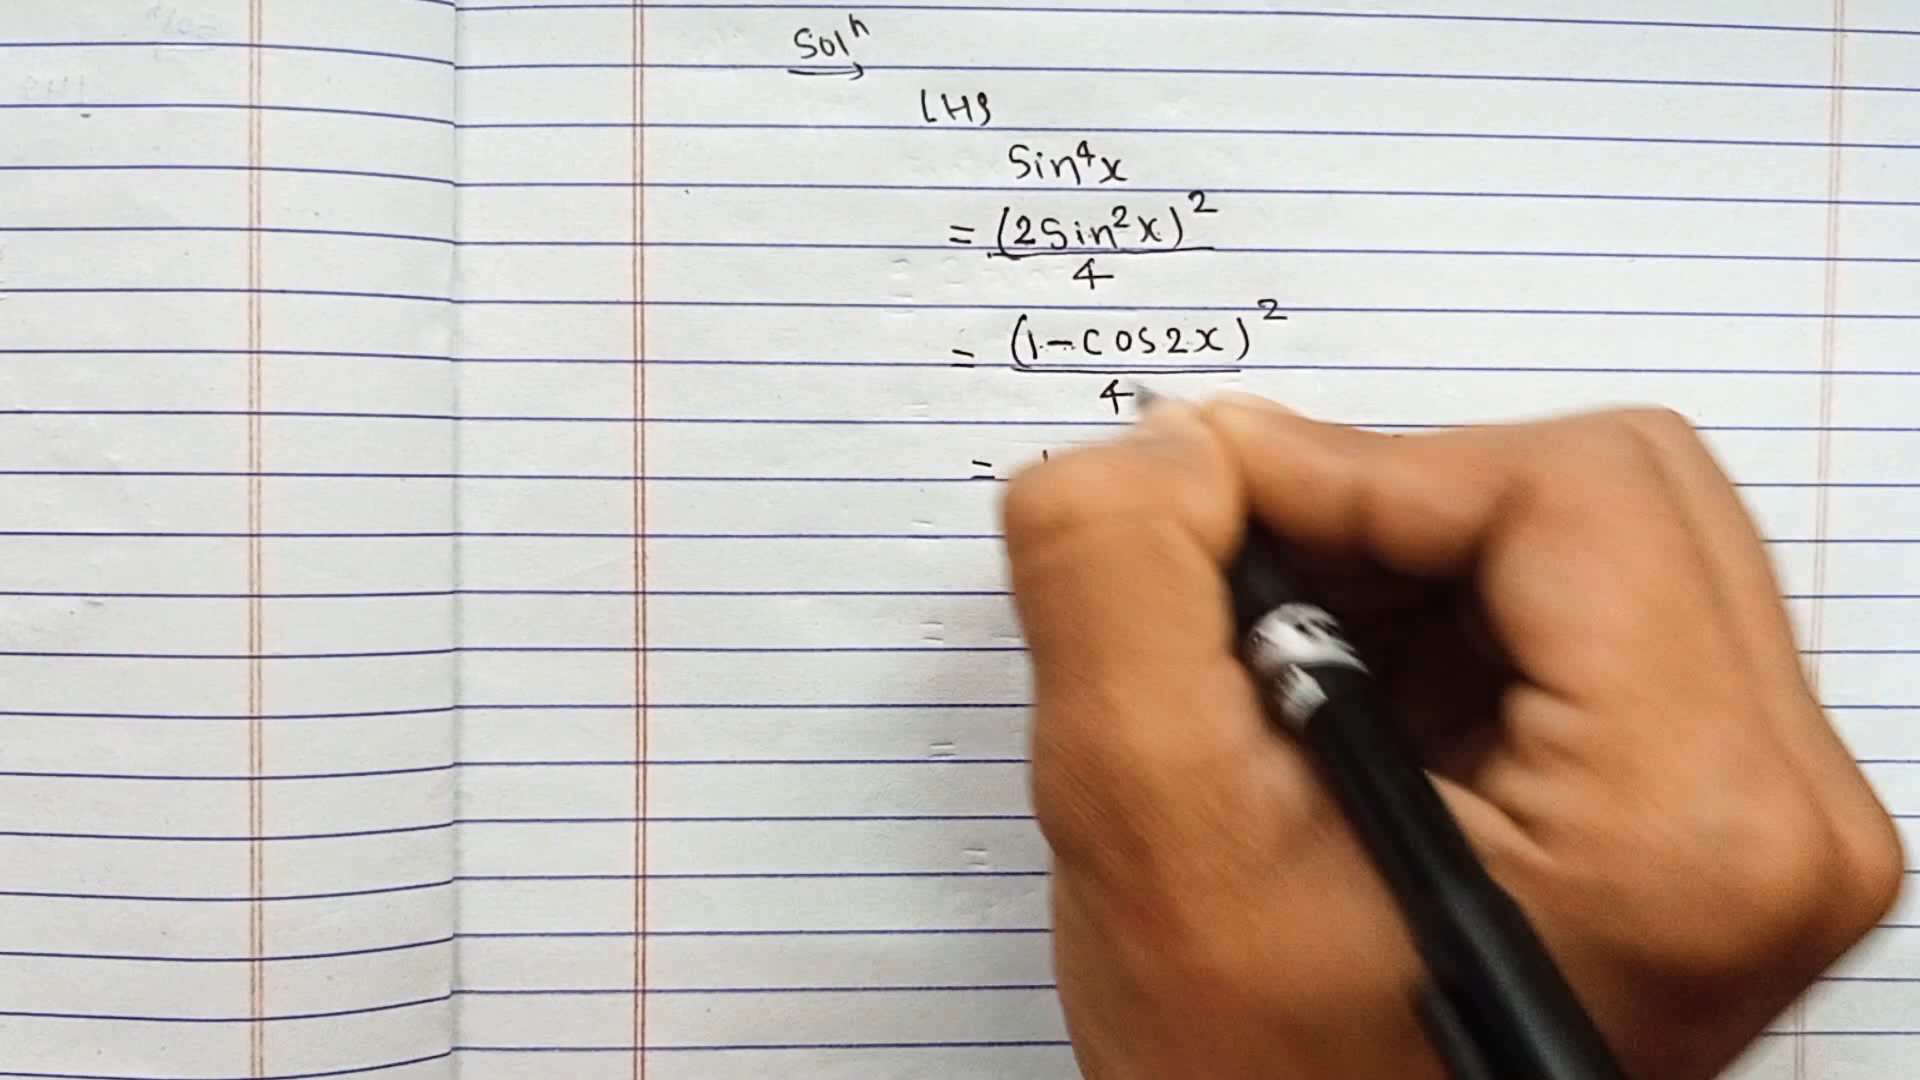 Solⁿ
LHS
Sin⁴x
= (2Sin²x)²
4
= (1-cos2x)²
4
=